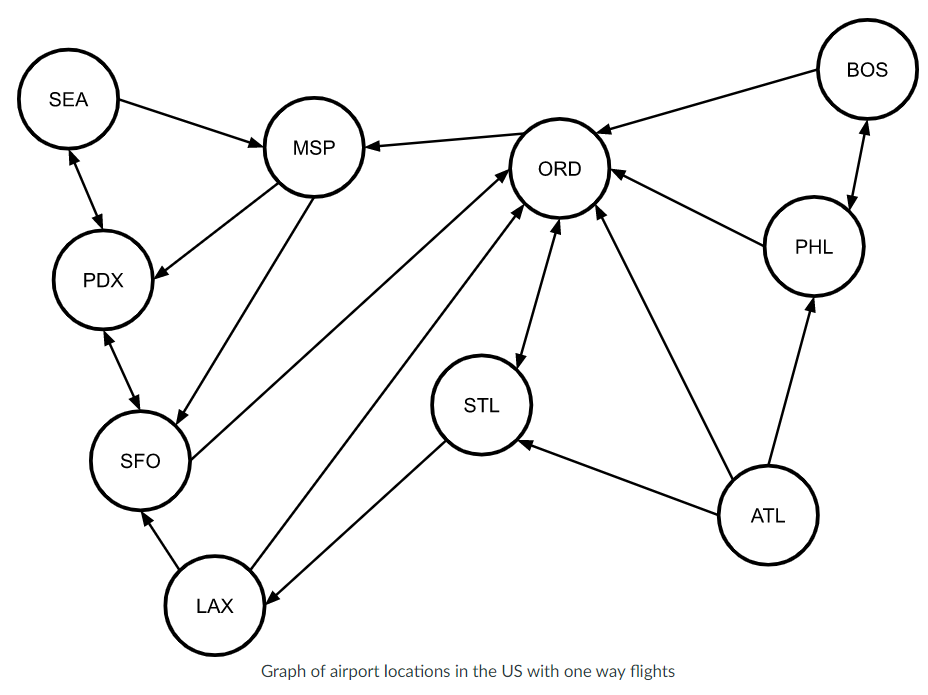 BOS
SEA
MSP
ORD
PHL
PDX
STL
SFO
ATL
LAX
Graph of airport locations in the US with one way flights